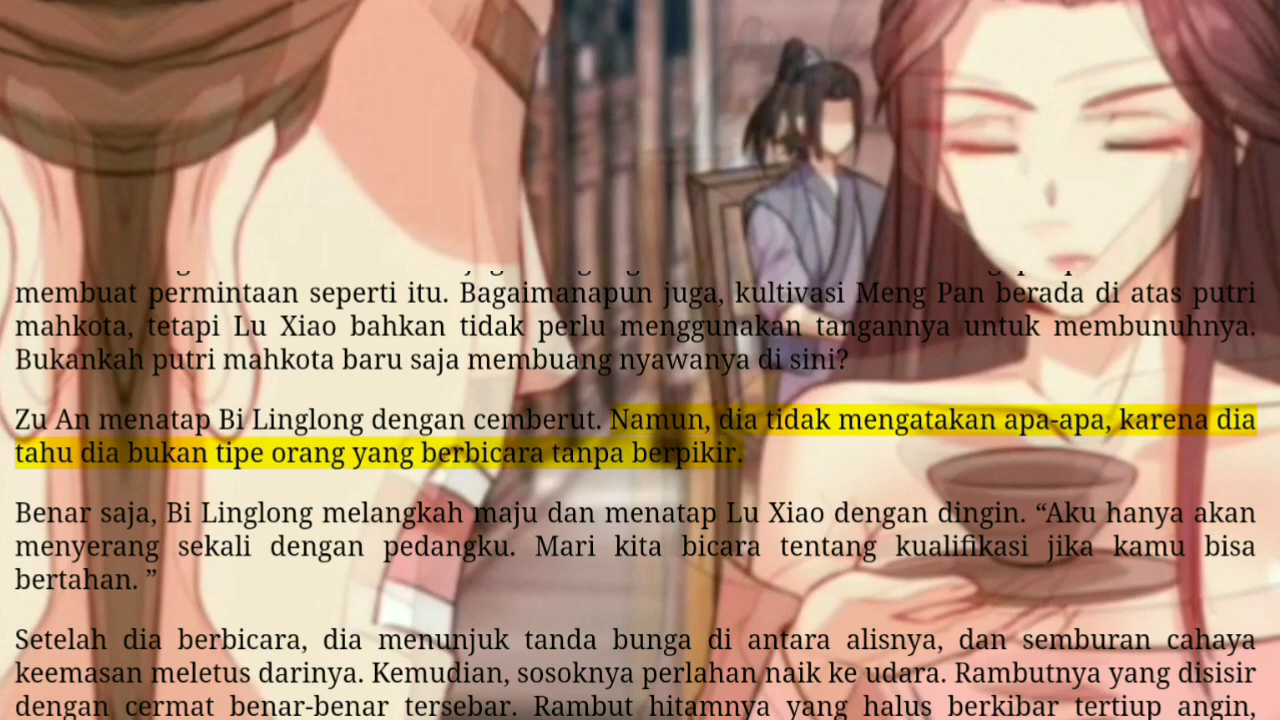 membuat permintaan seperti itu. Bagaimanapun juga, kultivasi Meng Pan berada di atas putri
mahkota, tetapi Lu Xiao bahkan tidak perlu menggunakan tangannya untuk membunuhnya.
Bukankah putri mahkota baru saja membuang nyawanya di sini?
Zu An menatap Bi Linglong dengan cemberut. Namun, dia tidak mengatakan apa-apa, karena dia
tahu dia bukan tipe orang yang berbicara tanpa berpikir.
Benar saja, Bi Linglong melangkah maju dan menatap Lu Xiao dengan dingin. “Aku hanya akan
menyerang sekali dengan pedangku. Mari kita bicara tentang kualifikasi jika kamu bisa
bertahan. ”
Setelah dia berbicara, dia menunjuk tanda bunga di antara alisnya, dan semburan cahaya
keemasan meletus darinya. Kemudian, sosoknya perlahan naik ke udara. Rambutnya yang disisir
dengan cermat benar-benar tersebar. Rambut hitamnya yang halus berkibar tertiup angin,